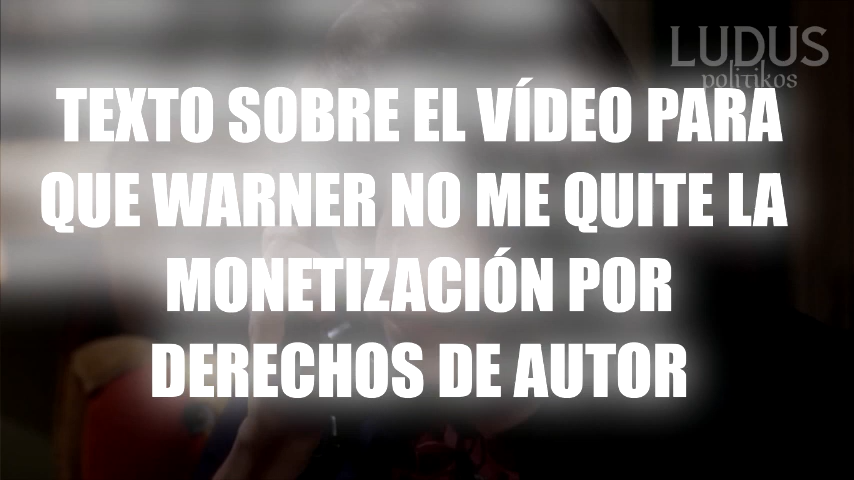 LUDUS
politikos
TEXTO SOBRE EL VÍDEO PARA
QUE WARNER NO ME QUITE LA
MONETIZACIÓN POR
DERECHOS DE AUTOR